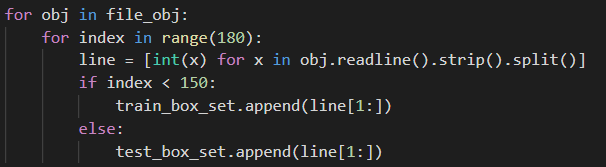 for obj in file_obj:
    for index in range(180):
        line = [int(x) for x in obj.readline().strip().split()]
        if index < 150:
            train_box_set.append(line[1:])
        else:
            test_box_set.append(line[1:])